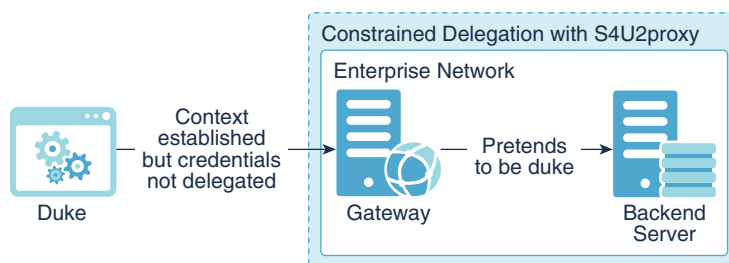 Constrained Delegation with S4U2proxy
Enterprise Network
Context
established
but credentials
not delegated
Pretends
to be duke
Duke
Gateway
Backend
Server